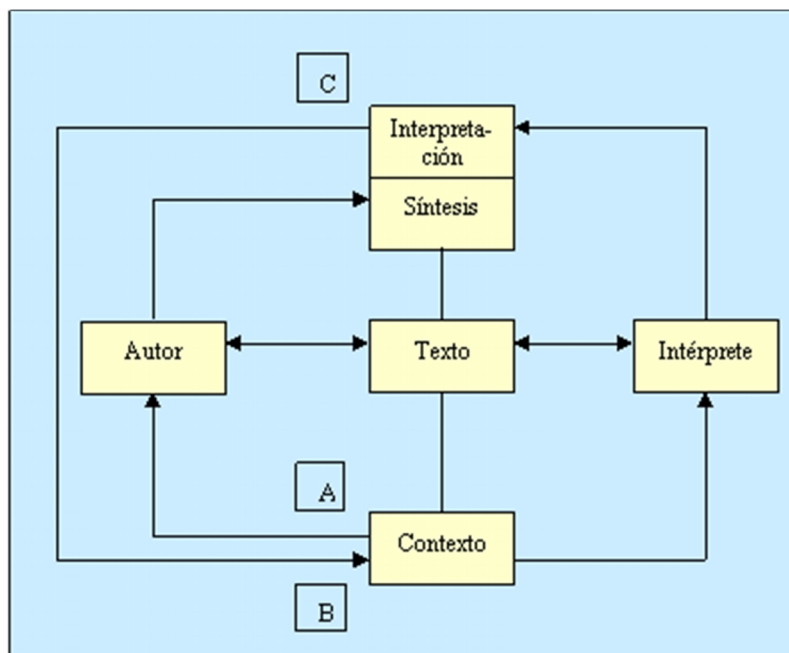 C
Interpreta-
ción
Síntesis
Autor
Texto
Intérprete
A
Contexto
B